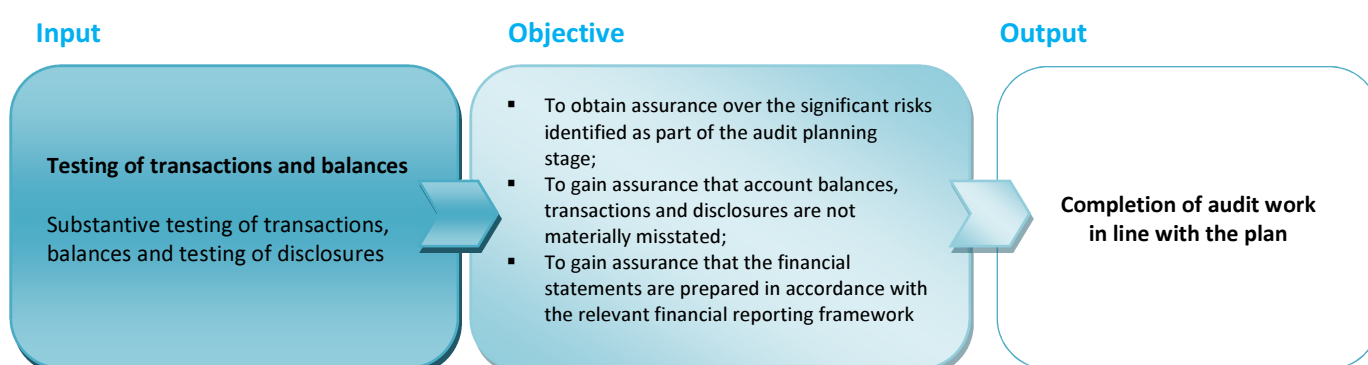 Input
Objective
Output
Testing of transactions and balances
Substantive testing of transactions,
balances and testing of disclosures
▪ To obtain assurance over the significant risks
identified as part of the audit planning
stage;
▪ To gain assurance that account balances,
transactions and disclosures are not
materially misstated;
▪ To gain assurance that the financial
statements are prepared in accordance with
the relevant financial reporting framework
Completion of audit work
in line with the plan